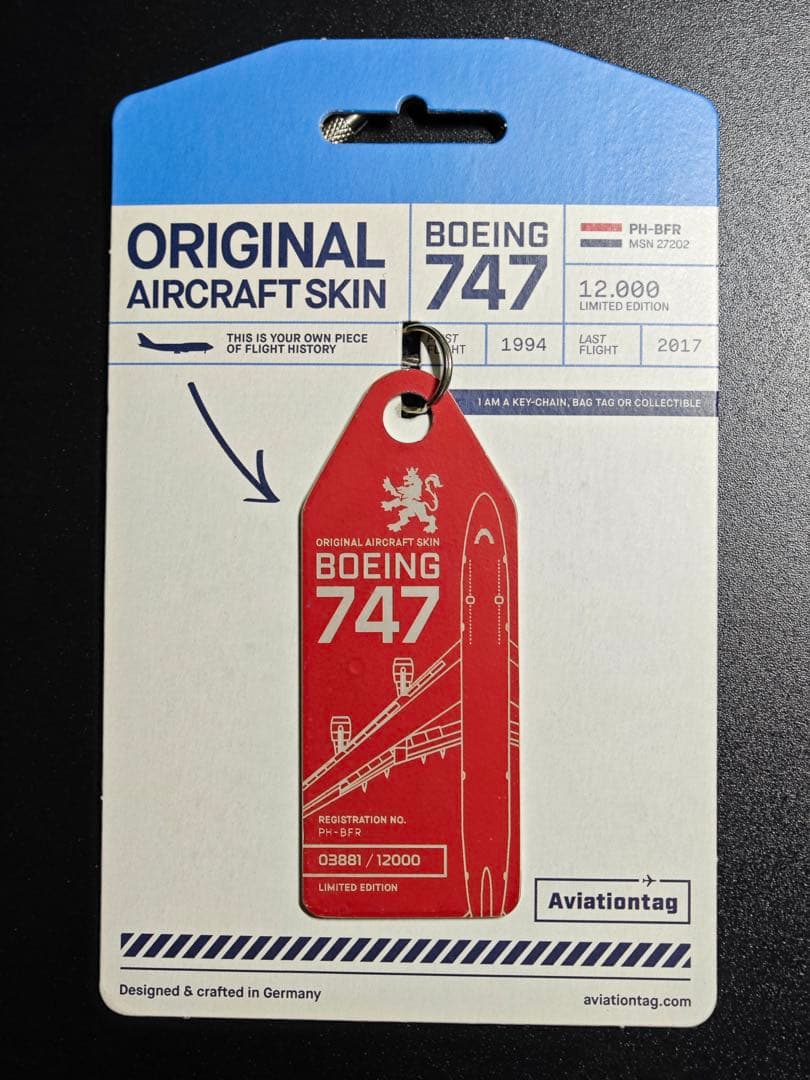 ORIGINAL
AIRCRAFT SKIN
BOEING
747
PH-BFR
MSN 27202
12.000
LIMITED EDITION
THIS IS YOUR OWN PIECE
OF FLIGHT HISTORY
1994
LAST
FLIGHT
2017
I AM A KEY-CHAIN, BAG TAG OR COLLECTIBLE
ORIGINAL AIRCRAFT SKIN
BOEING
747
REGISTRATION NO.
PH-BFR
03881 / 12000
LIMITED EDITION
Aviationtag
Designed & crafted in Germany
aviationtag.com